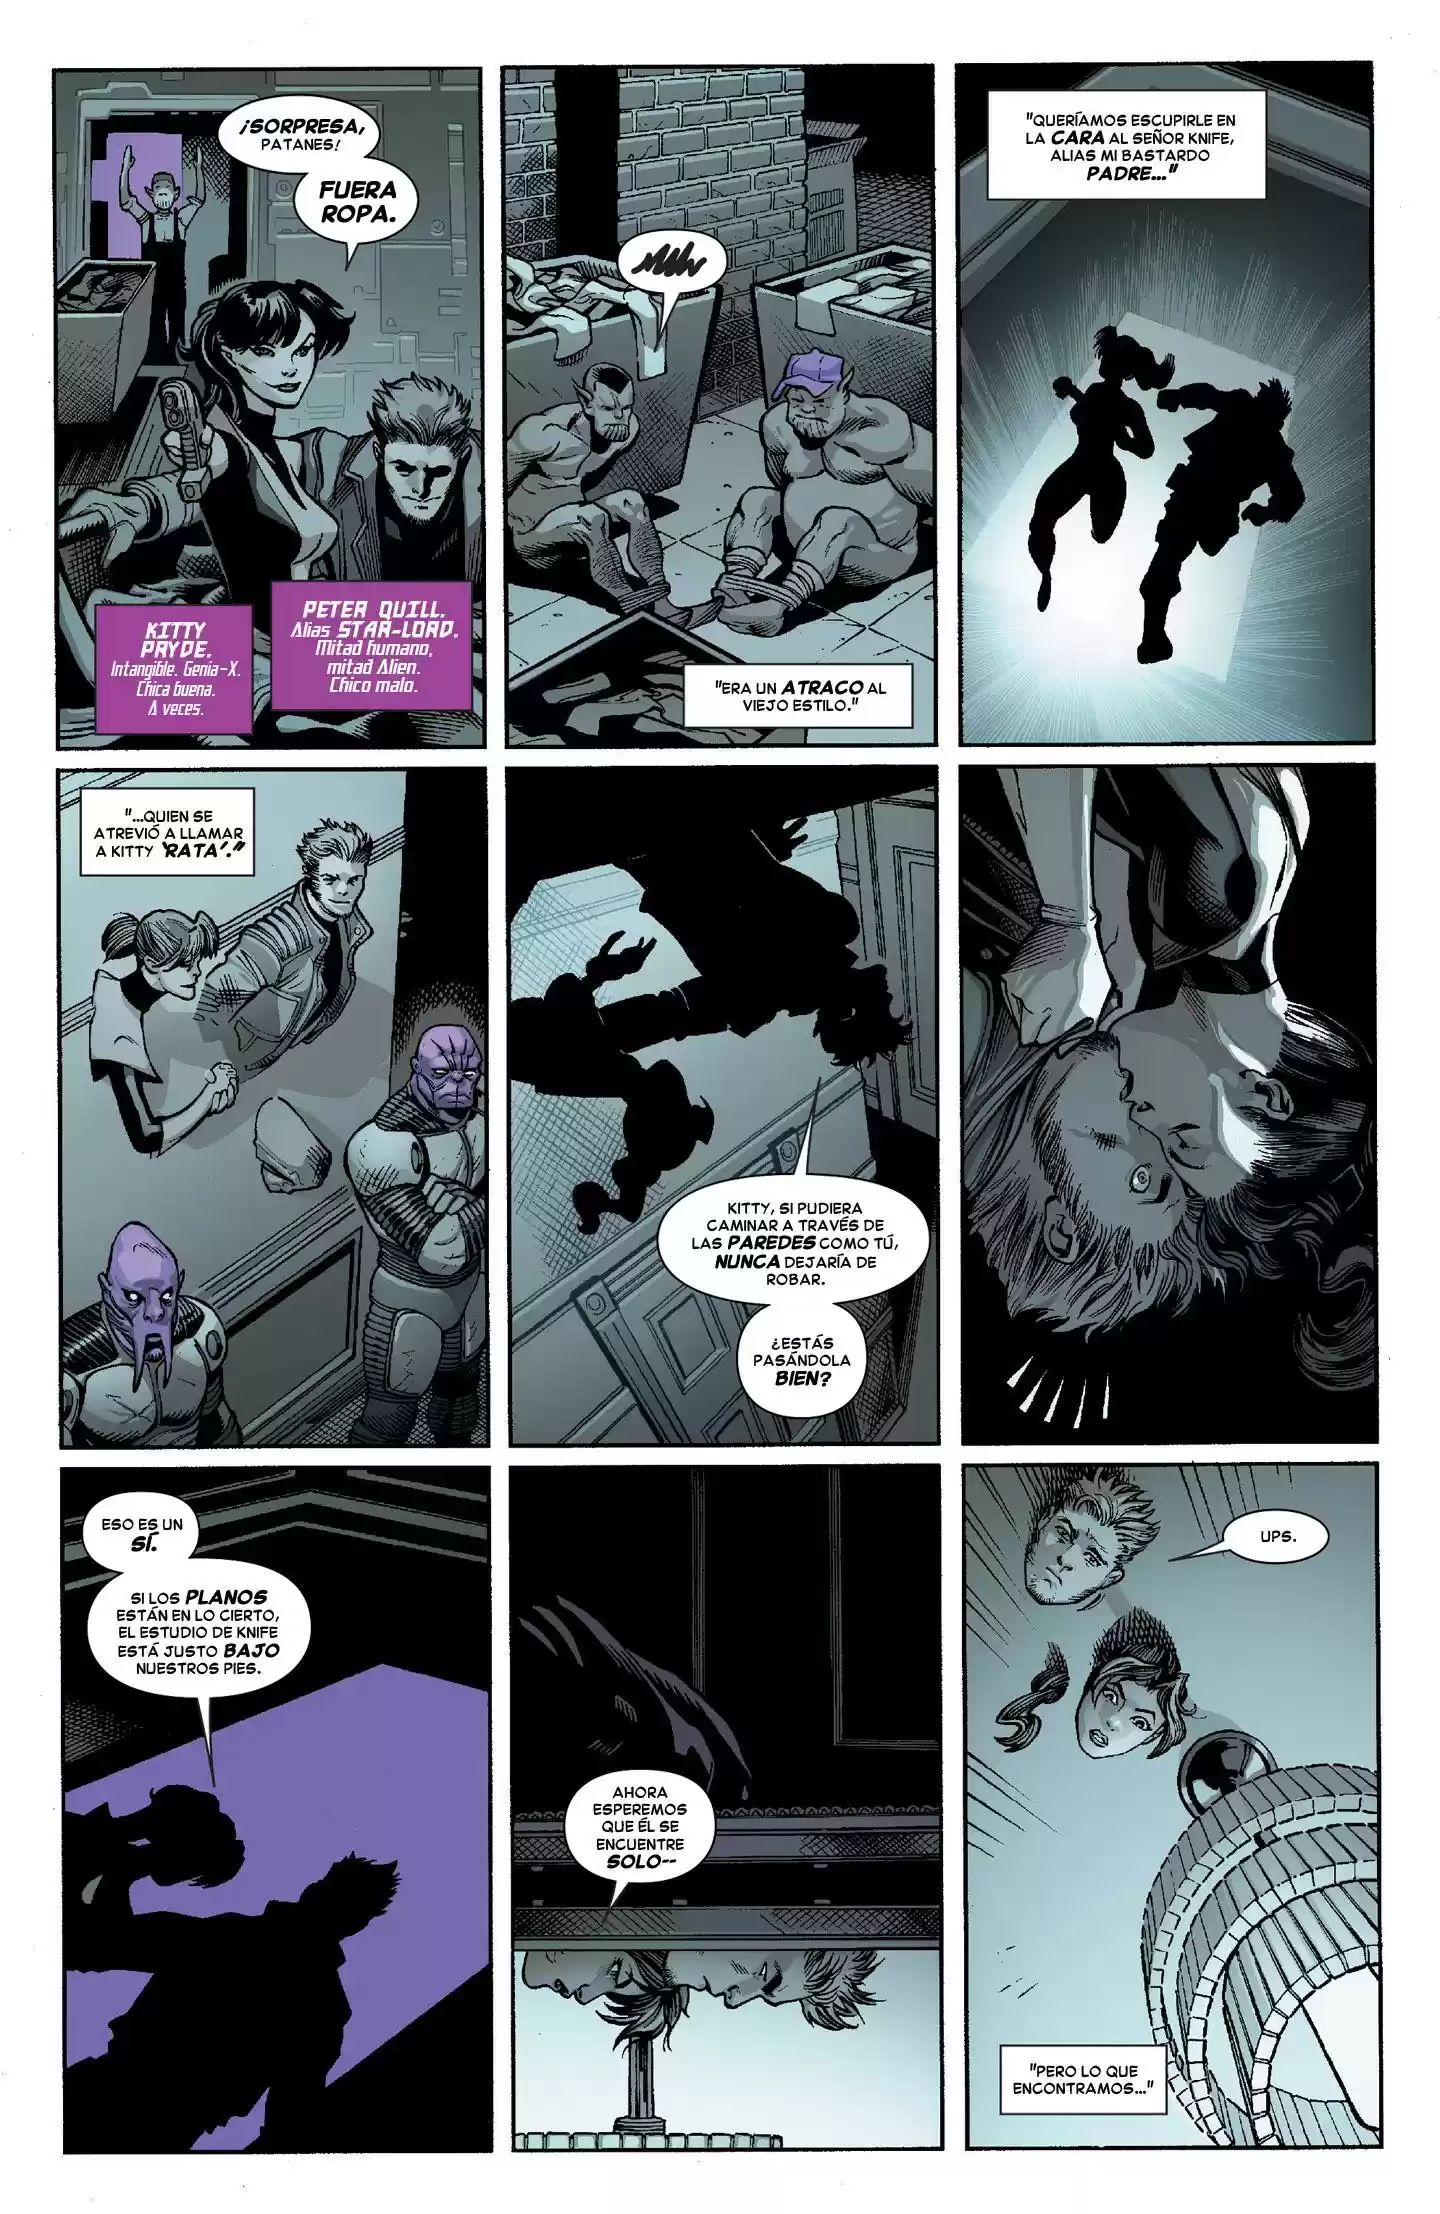 ¡SORPRESA,
PATANES!
FUERA
ROPA.
KITTY
PRYDE.
Intangible. Genia-X.
Chica buena.
A veces.
PETER QUILL.
Alias STAR-LORD.
Mitad humano,
mitad Alien.
Chico malo.
"ERA UN ATRACO AL
VIEJO ESTILO."
"QUERÍAMOS ESCUPIRLE EN
LA CARA AL SEÑOR KNIFE,
ALIAS MI BASTARDO
PADRE..."
"...QUIEN SE
ATREVIÓ A LLAMAR
A KITTY 'RATA'."
KITTY, SI PUDIERA
CAMINAR A TRAVÉS DE
LAS PAREDES COMO TÚ,
NUNCA DEJARÍA DE
ROBAR.
¿ESTÁS
PASÁNDOLA
BIEN?
ESO ES UN
SÍ.
SI LOS PLANOS
ESTÁN EN LO CIERTO,
EL ESTUDIO DE KNIFE
ESTÁ JUSTO BAJO
NUESTROS PIES.
AHORA
ESPEREMOS
QUE ÉL SE
ENCUENTRE
SOLO--
UPS.
"PERO LO QUE
ENCONTRAMOS..."